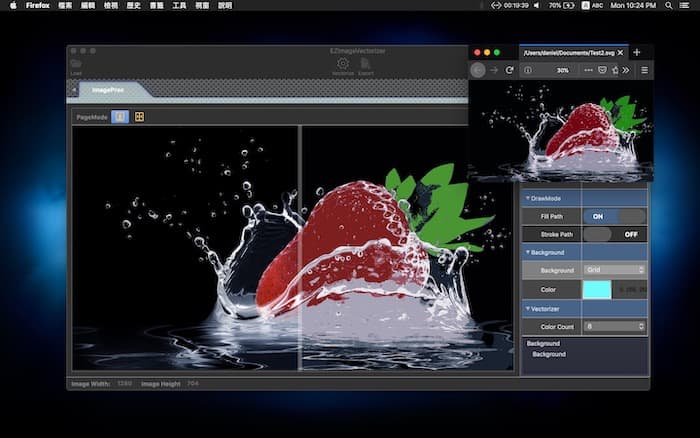 Firefox 檔案 編輯 檢視 歷史 書籤 工具 視窗 說明 00:19:39 70% ABC Mon 10:24 PM
EZImageVectorizer
/Users/daniel/Documents/Test2.svg
Load Vectorize Export
30%
ImageProc
PageMode
DrawMode
Fill Path ON
Stroke Path OFF
Background
Background Grid
Color
Vectorizer
Color Count 8
Background
Background
Image Width: 1280 Image Height 704